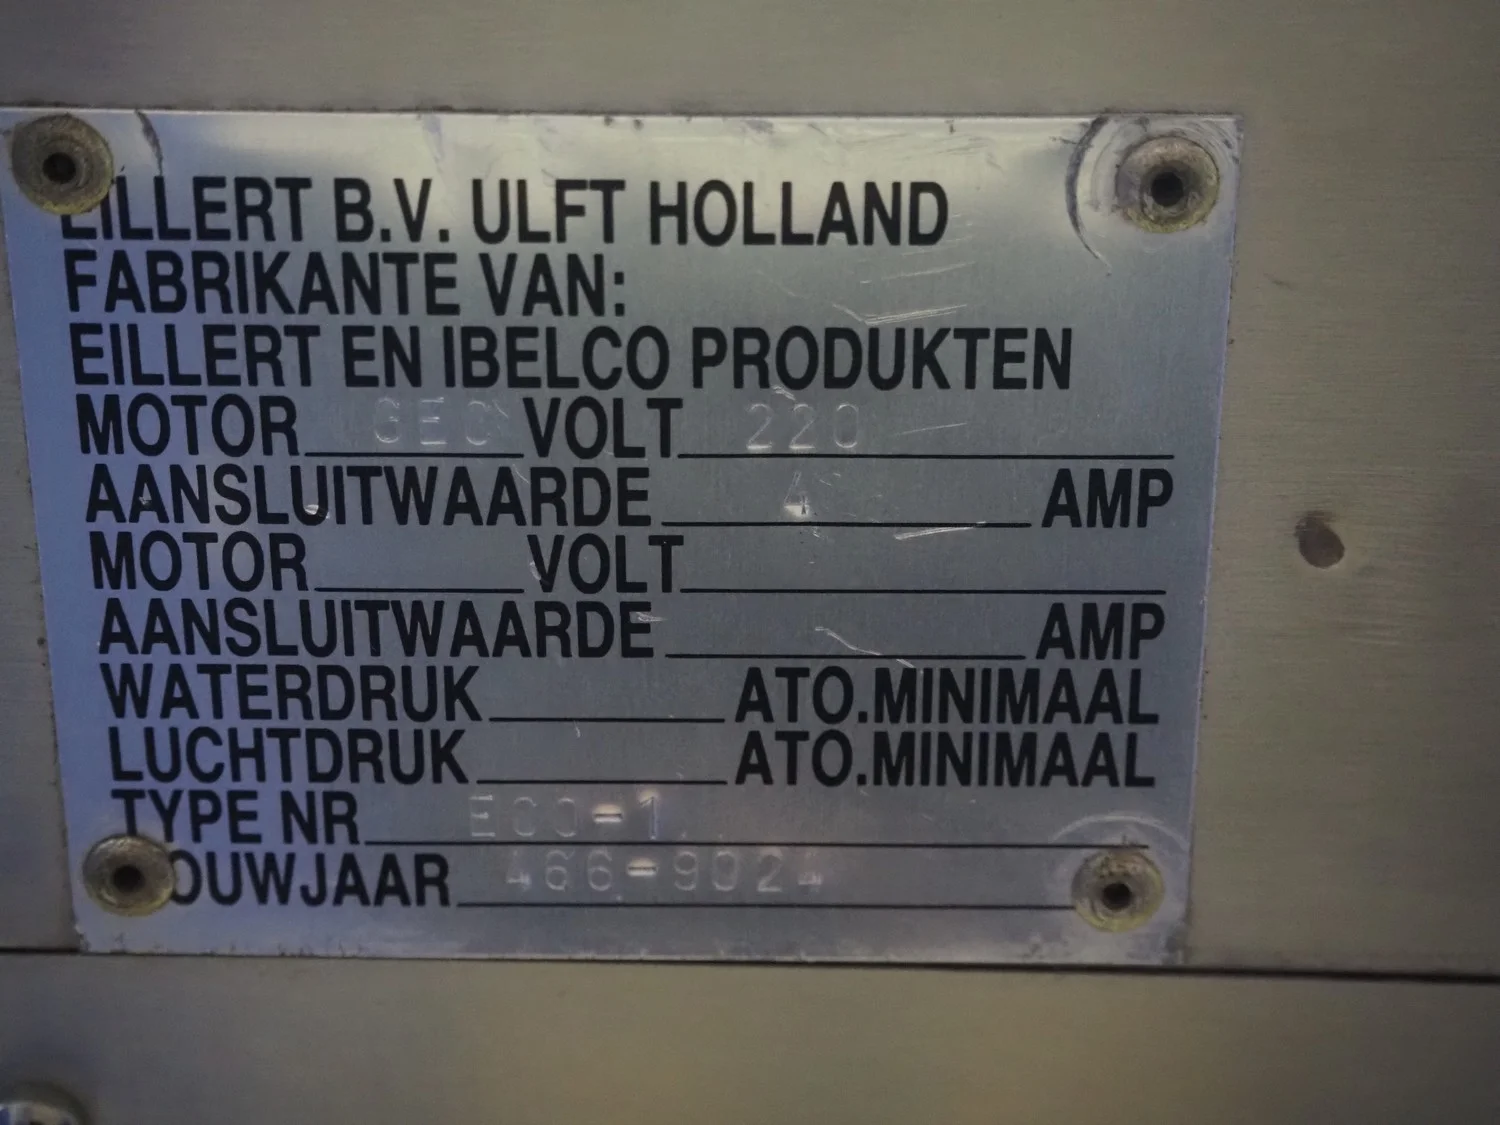 EILLERT B.V. ULFT HOLLAND
FABRIKANTE VAN:
EILLERT EN IBELCO PRODUKTEN
MOTOR GEC VOLT 220
AANSLUITWAARDE 4 AMP
MOTOR VOLT
AANSLUITWAARDE AMP
WATERDRUK ATO.MINIMAAL
LUCHTDRUK ATO.MINIMAAL
TYPE NR ECO-1
BOUWJAAR 466-9024